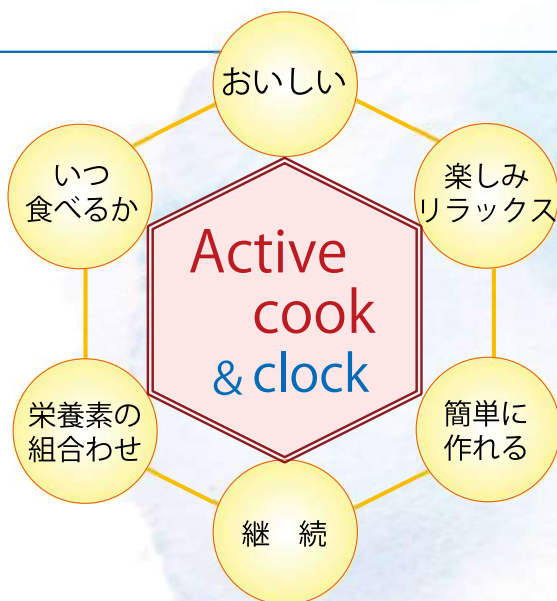 おいしい
いつ
食べるか
楽しみ
リラックス
Active
cook
& clock
栄養素の
組合わせ
簡単に
作れる
継　続